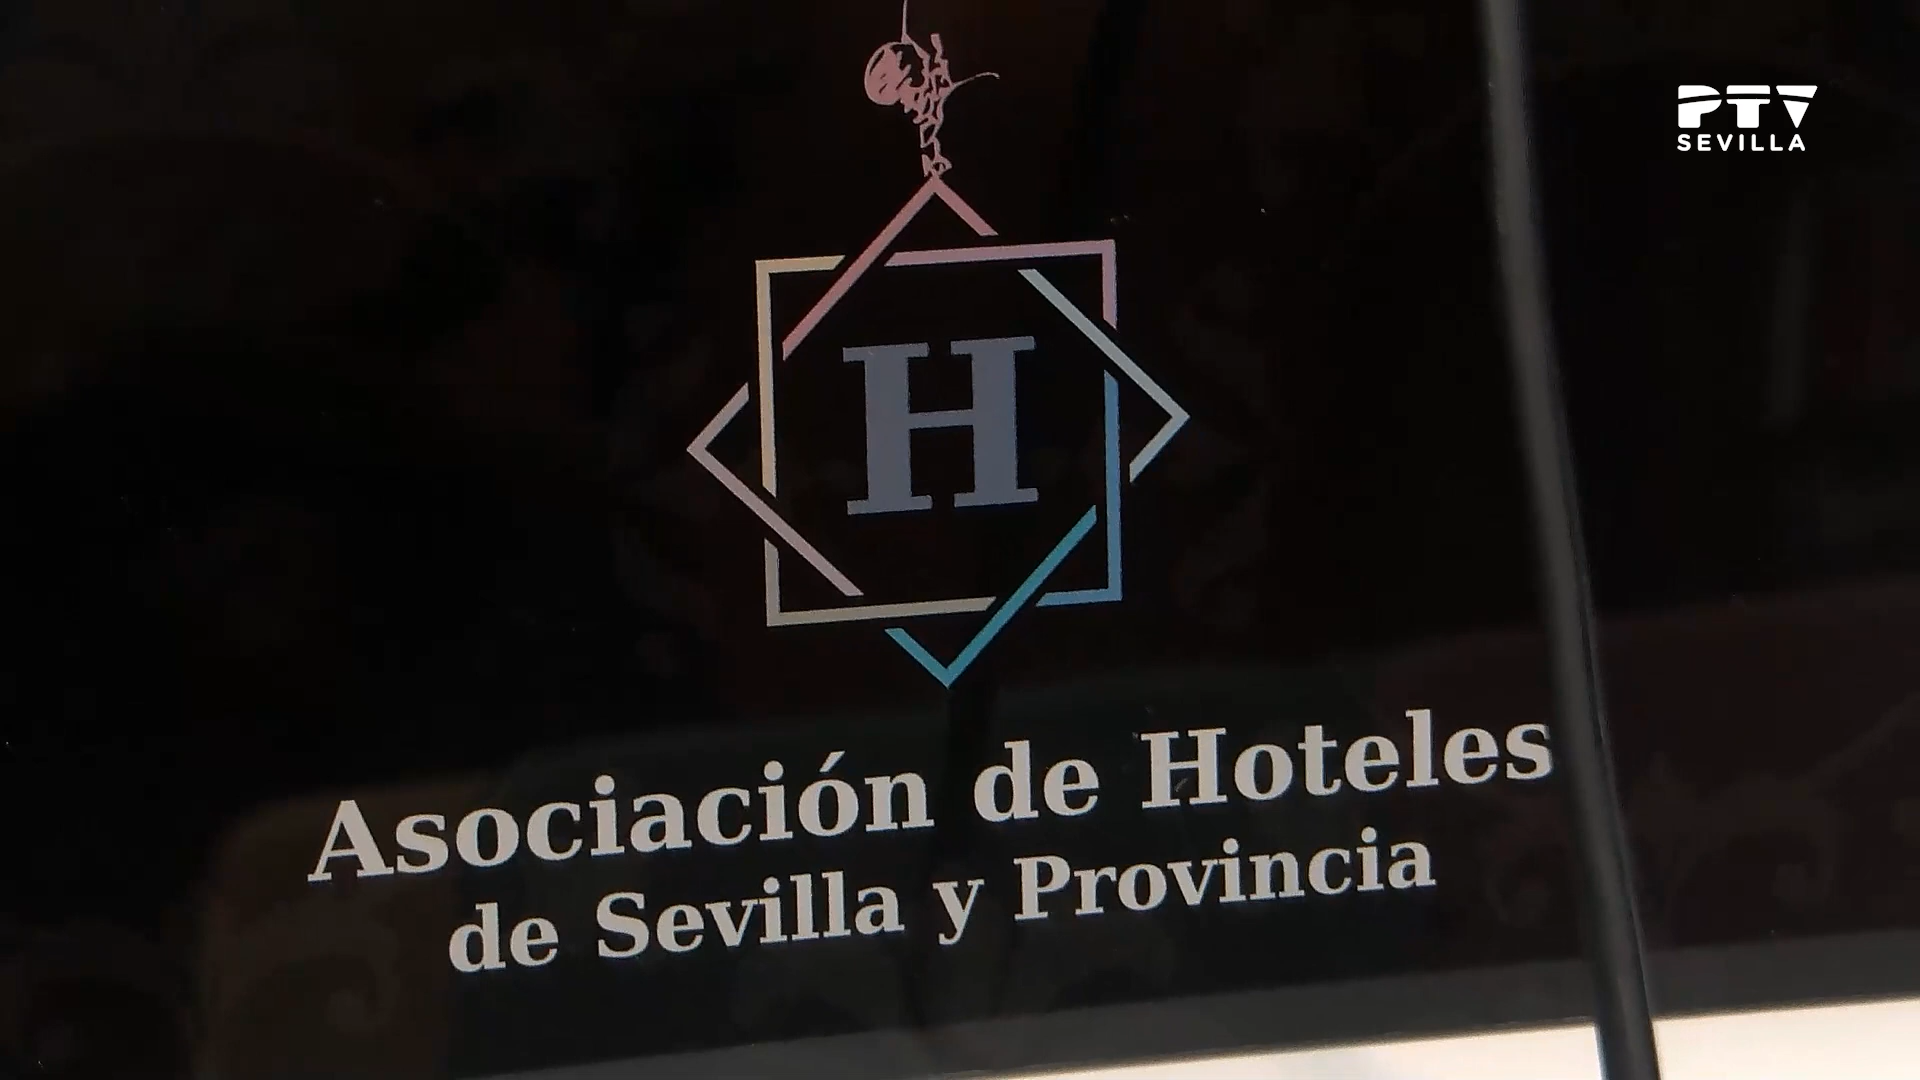 PTV
SEVILLA
H
Asociación de Hoteles
de Sevilla y Provincia